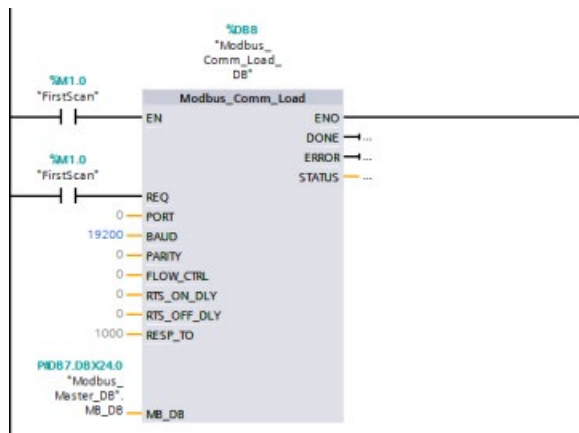 %DB8
"Modbus_
Comm_Load_
DB"
%M1.0
"FirstScan"
Modbus_Comm_Load
EN
ENO
DONE
...
ERROR
...
STATUS
...
%M1.0
"FirstScan"
REQ
0
PORT
19200
BAUD
0
PARITY
0
FLOW_CTRL
0
RTS_ON_DLY
0
RTS_OFF_DLY
1000
RESP_TO
P#DB7.DBX24.0
"Modbus_
Master_DB".
MB_DB
MB_DB